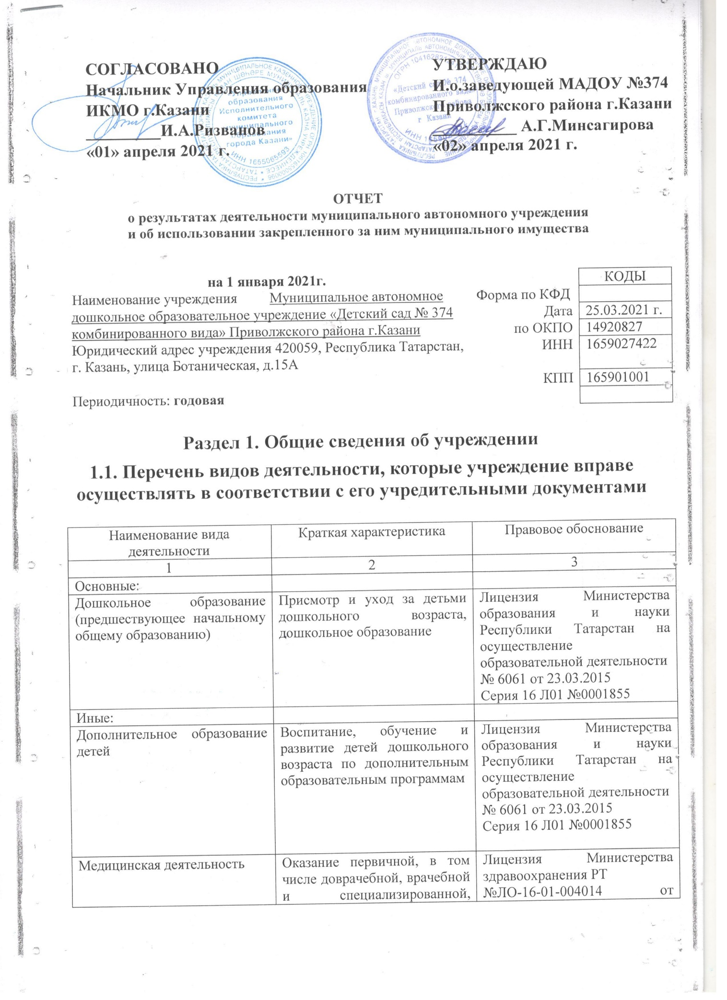 СОГЛАСОВАНО
Начальник Управления образования
ИКМО г.Казани
И.А.Ризванов
«01» апреля 2021 г.
УТВЕРЖДАЮ
И.о.заведующей МАДОУ №374
Приволжского района г.Казани
А.Г.Минсагирова
«02» апреля 2021 г.
«Управление
образования
Исполнительного
комитета
муниципального
образования
города Казани»
ИНН 1655065593
«Детский сад № 374
комбинированного вида»
Приволжского района
г Казани
ОТЧЕТ
о результатах деятельности муниципального автономного учреждения
и об использовании закрепленного за ним муниципального имущества
на 1 января 2021г.
КОДЫ
Наименование учреждения Муниципальное автономное
Форма по КФД
дошкольное образовательное учреждение «Детский сад № 374
Дата 25.03.2021 г.
комбинированного вида» Приволжского района г.Казани
по ОКПО 14920827
Юридический адрес учреждения 420059, Республика Татарстан,
ИНН 1659027422
г. Казань, улица Ботаническая, д.15А
КПП 165901001
Периодичность: годовая
Раздел 1. Общие сведения об учреждении
1.1. Перечень видов деятельности, которые учреждение вправе
осуществлять в соответствии с его учредительными документами
Наименование вида
деятельности
Краткая характеристика
Правовое обоснование
1
2
3
Основные:
Дошкольное образование
(предшествующее начальному
общему образованию)
Присмотр и уход за детьми
дошкольного возраста,
дошкольное образование
Лицензия Министерства
образования и науки
Республики Татарстан на
осуществление
образовательной деятельности
№ 6061 от 23.03.2015
Серия 16 Л01 №0001855
Иные:
Дополнительное образование
детей
Воспитание, обучение и
развитие детей дошкольного
возраста по дополнительным
образовательным программам
Лицензия Министерства
образования и науки
Республики Татарстан на
осуществление
образовательной деятельности
№ 6061 от 23.03.2015
Серия 16 Л01 №0001855
Медицинская деятельность
Оказание первичной, в том
числе доврачебной, врачебной
и специализированной,
Лицензия Министерства
здравоохранения РТ
№ЛО-16-01-004014 от